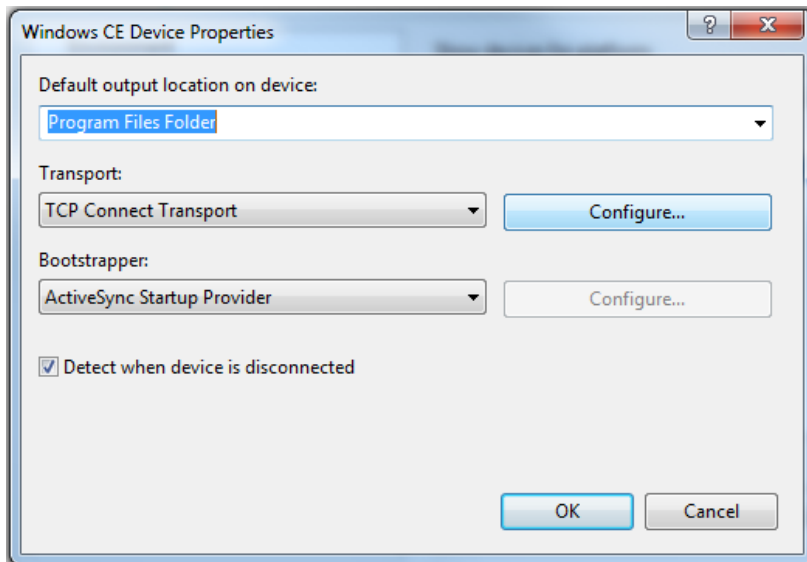 Windows CE Device Properties
Default output location on device:
Program Files Folder
Transport:
TCP Connect Transport
Configure...
Bootstrapper:
ActiveSync Startup Provider
Configure...
Detect when device is disconnected
OK
Cancel